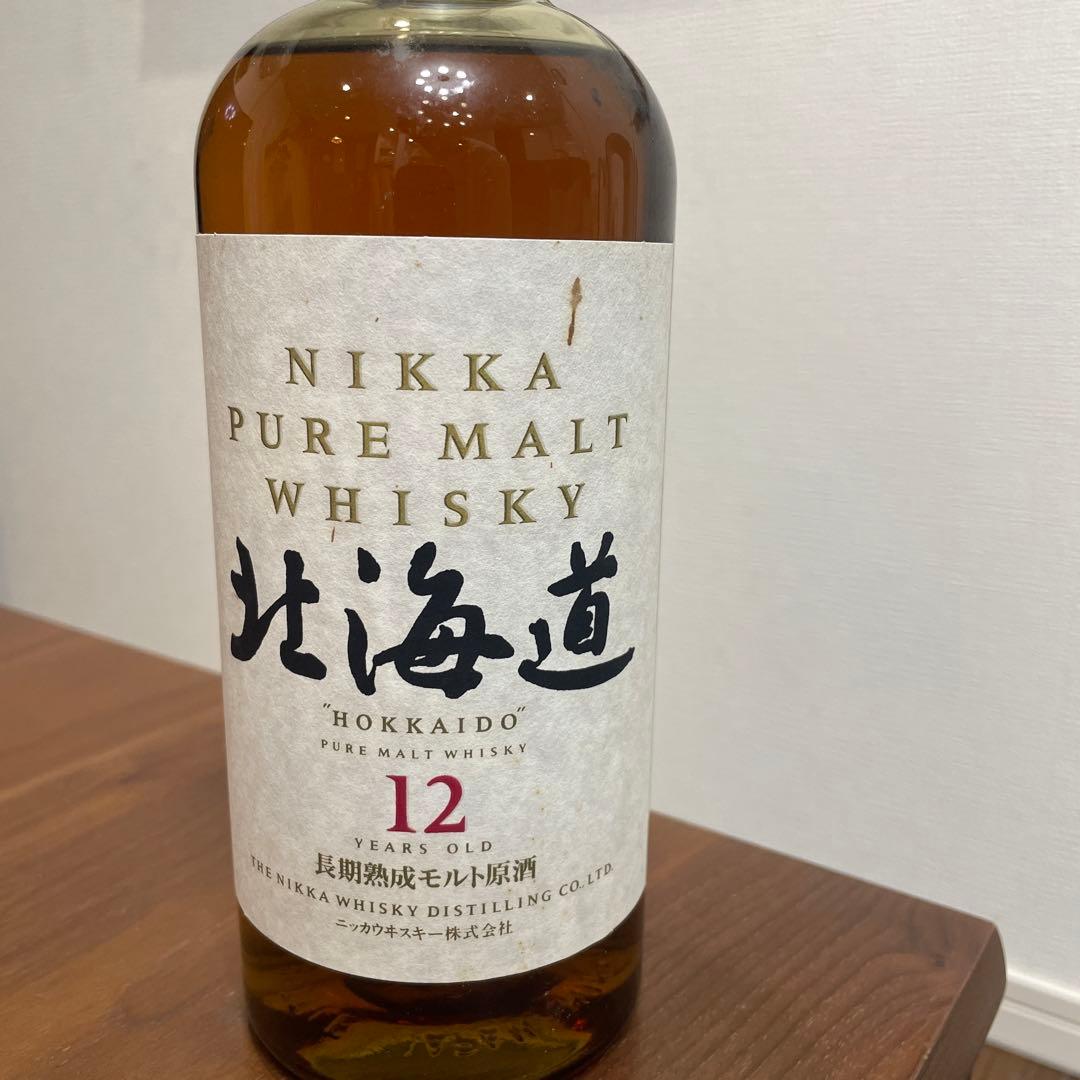 NIKKA
PURE MALT
WHISKY
北海道
"HOKKAIDO"
PURE MALT WHISKY
12
YEARS OLD
長期熟成モルト原酒
THE NIKKA WHISKY DISTILLING CO., LTD.
ニッカウヰスキー株式会社